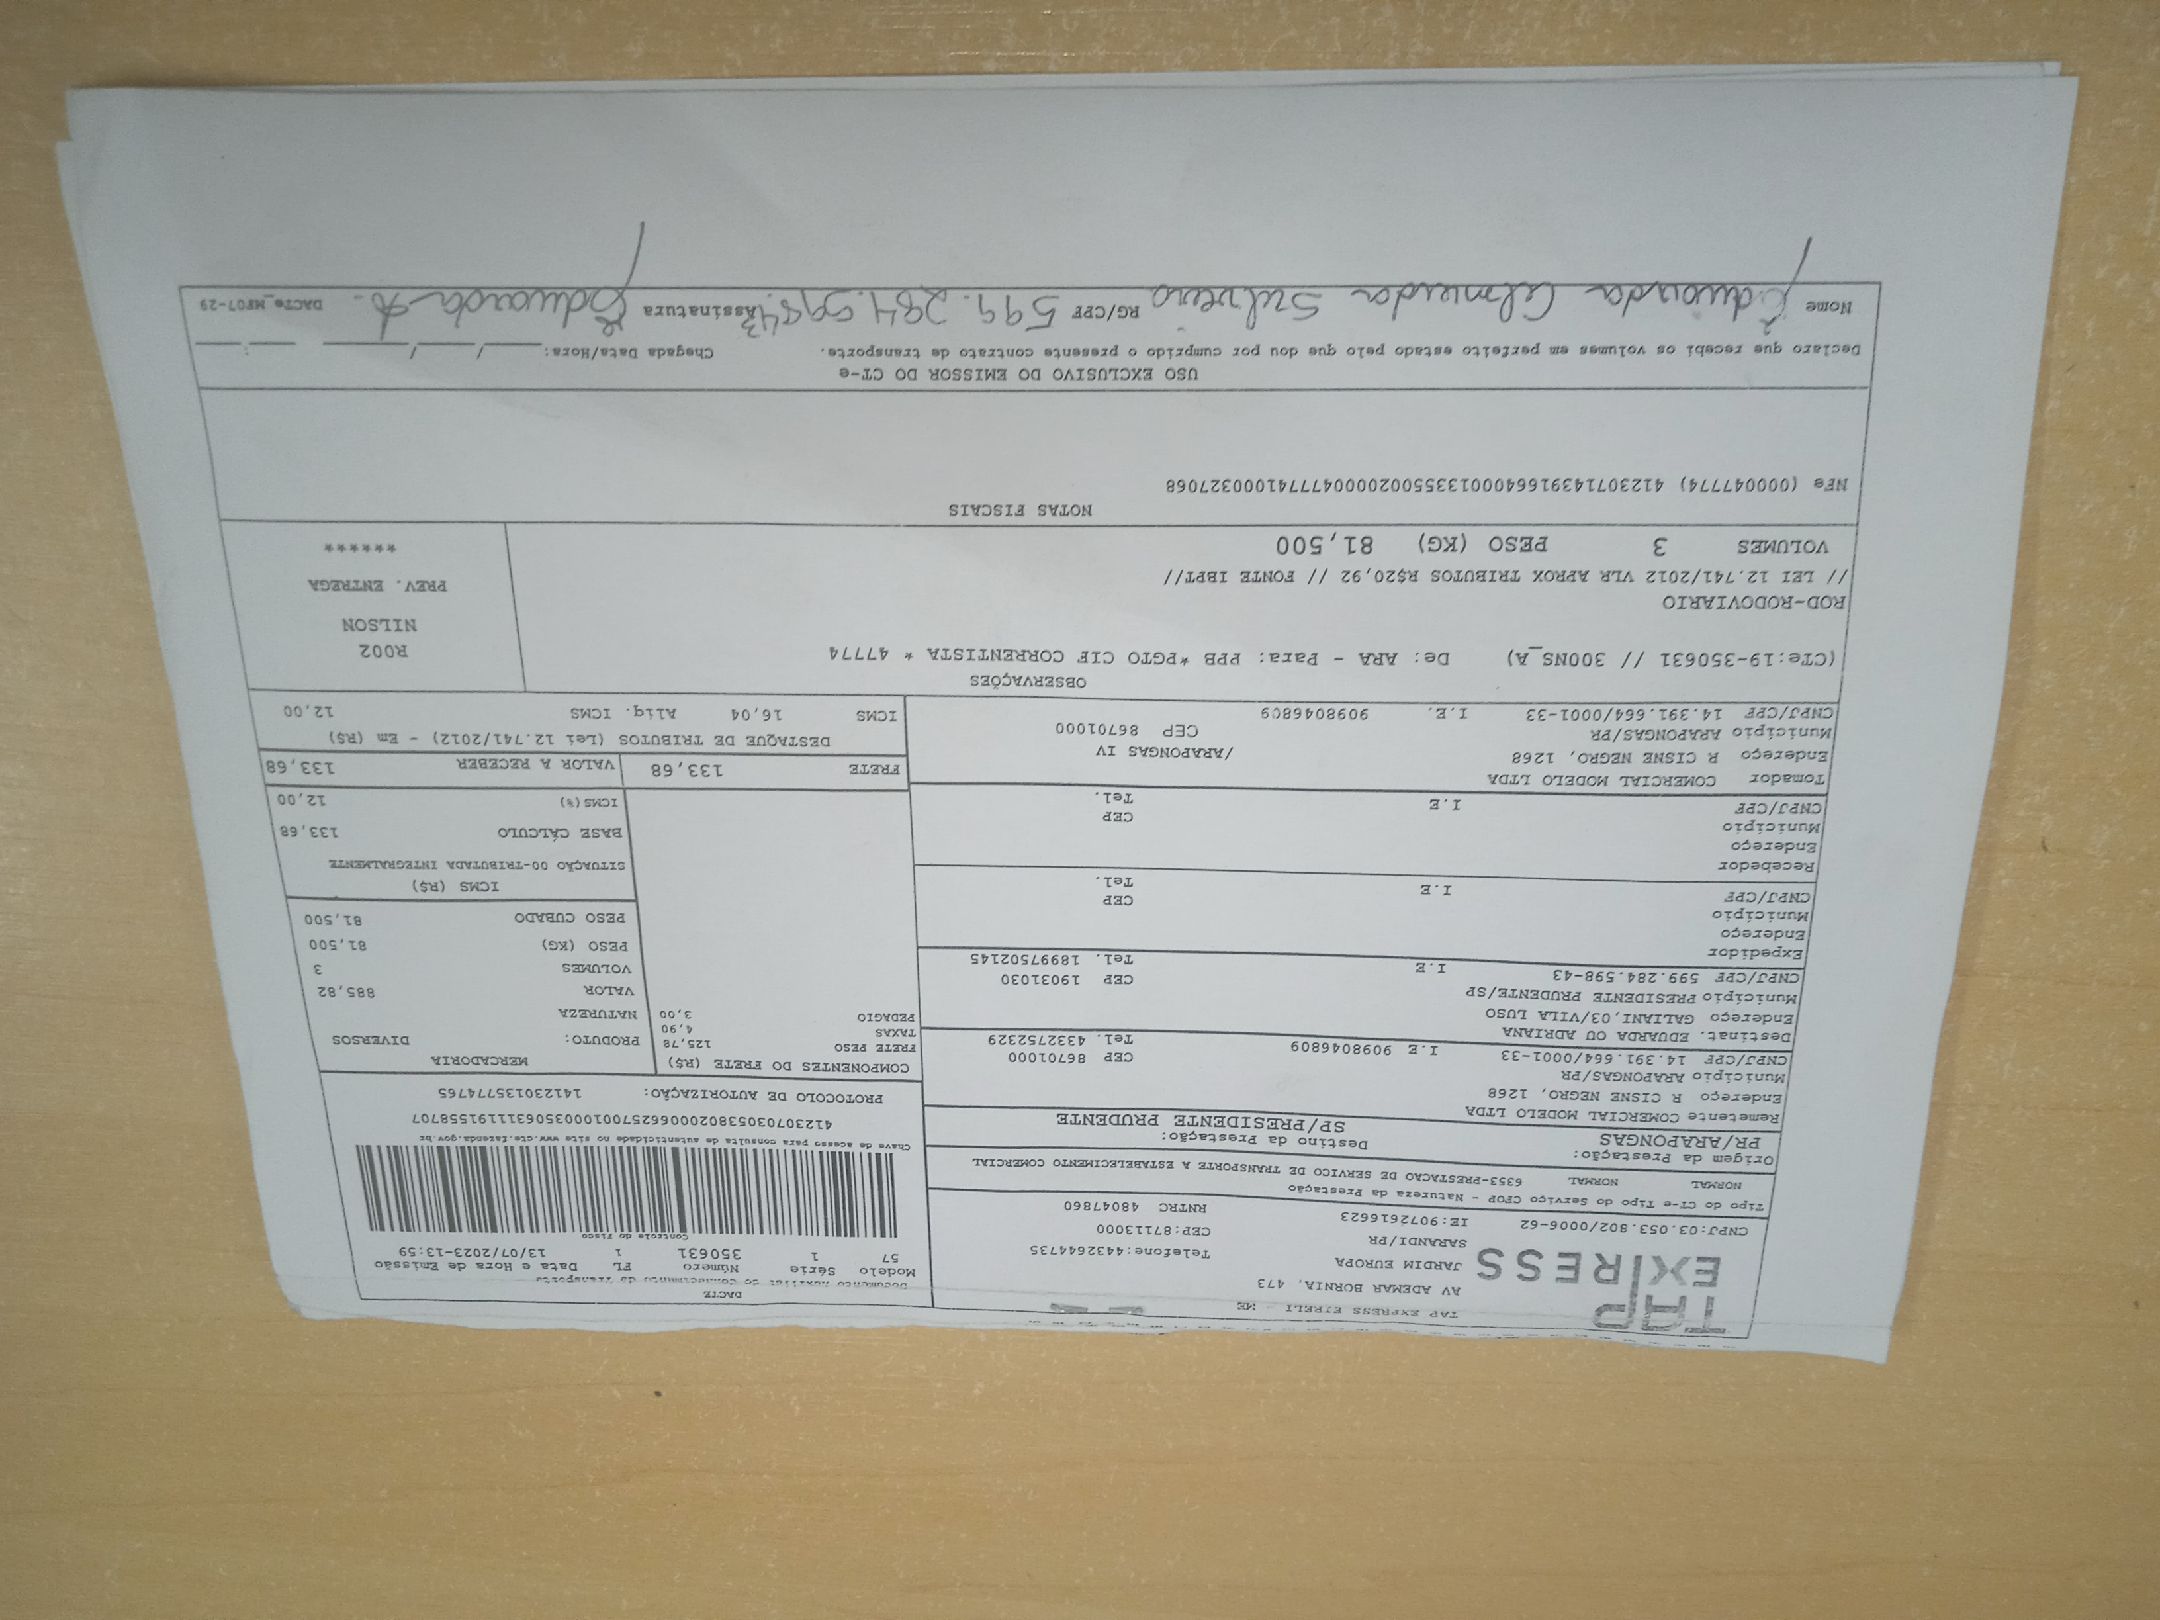 TAP
EXPRESS
TAP EXPRESS EIRELI - ME
AV ADEMAR BORNIA, 473
JARDIM EUROPA
SARANDI/PR
Telefone:4432644735
CEP:87113000
CNPJ:03.053.802/0006-62 IE:9072616623 RNTRC 48047860
DACTE
Documento Auxiliar do Conhecimento de Transporte
Modelo Série Número FL Data e Hora de Emissão
57 1 350631 1 13/07/2023-13:59
Controle do Fisco
Chave de acesso para consulta de autenticidade no site www.cte.fazenda.gov.br
41230703053802000662570010003506311191558707
PROTOCOLO DE AUTORIZAÇÃO: 141230135774765
Tipo do CT-e Tipo do Serviço CFOP - Natureza da Prestação
NORMAL NORMAL 6353-PRESTACAO DE SERVICO DE TRANSPORTE A ESTABELECIMENTO COMERCIAL
Origem da Prestação: Destino da Prestação:
PR/ARAPONGAS SP/PRESIDENTE PRUDENTE
Remetente COMERCIAL MODELO LTDA
Endereço R CISNE NEGRO, 1268
Município ARAPONGAS/PR CEP 86701000
CNPJ/CPF 14.391.664/0001-33 I.E 9098046809 Tel. 4332752329
Destinat. EDUARDA OU ADRIANA
Endereço GALIANI,03/VILA LUSO
Município PRESIDENTE PRUDENTE/SP CEP 19031030
CNPJ/CPF 599.284.598-43 I.E Tel. 18997502145
Expedidor
Endereço
Município CEP
CNPJ/CPF I.E Tel.
Recebedor
Endereço
Município CEP
CNPJ/CPF I.E Tel.
Tomador COMERCIAL MODELO LTDA
Endereço R CISNE NEGRO, 1268 /ARAPONGAS IV
Município ARAPONGAS/PR CEP 86701000
CNPJ/CPF 14.391.664/0001-33 I.E. 9098046809
COMPONENTES DO FRETE (R$)
FRETE PESO 125,78
TAXAS 4,90
PEDAGIO 3,00
MERCADORIA
PRODUTO: DIVERSOS
NATUREZA
VALOR 885,82
VOLUMES 3
PESO (KG) 81,500
PESO CUBADO 81,500
ICMS (R$)
SITUAÇÃO 00-TRIBUTADA INTEGRALMENTE
BASE CÁLCULO 133,68
ICMS(%) 12,00
FRETE 133,68 VALOR A RECEBER 133,68
DESTAQUE DE TRIBUTOS (Lei 12.741/2012) - Em (R$)
ICMS 16,04 Aliq. ICMS 12,00
OBSERVAÇÕES
(CTe:19-350631 // 300NS_A) De: ARA - Para: PPB *PGTO CIF CORRENTISTA * 47774
ROD-RODOVIARIO
// LEI 12.741/2012 VLR APROX TRIBUTOS R$20,92 // FONTE IBPT//
VOLUMES 3 PESO (KG) 81,500
R002
NILSON
PREV. ENTREGA
******
NOTAS FISCAIS
NFe (000047774) 41230714391664000133550020000477741000327068
USO EXCLUSIVO DO EMISSOR DO CT-e
Declaro que recebi os volumes em perfeito estado pelo que dou por cumprido o presente contrato de transporte. Chegada Data/Hora:____/____/____ __:__
Nome Eduarda Almeida Silveira RG/CPF 599.284.598.43 Assinatura Eduarda A. DACTe_MF07-29